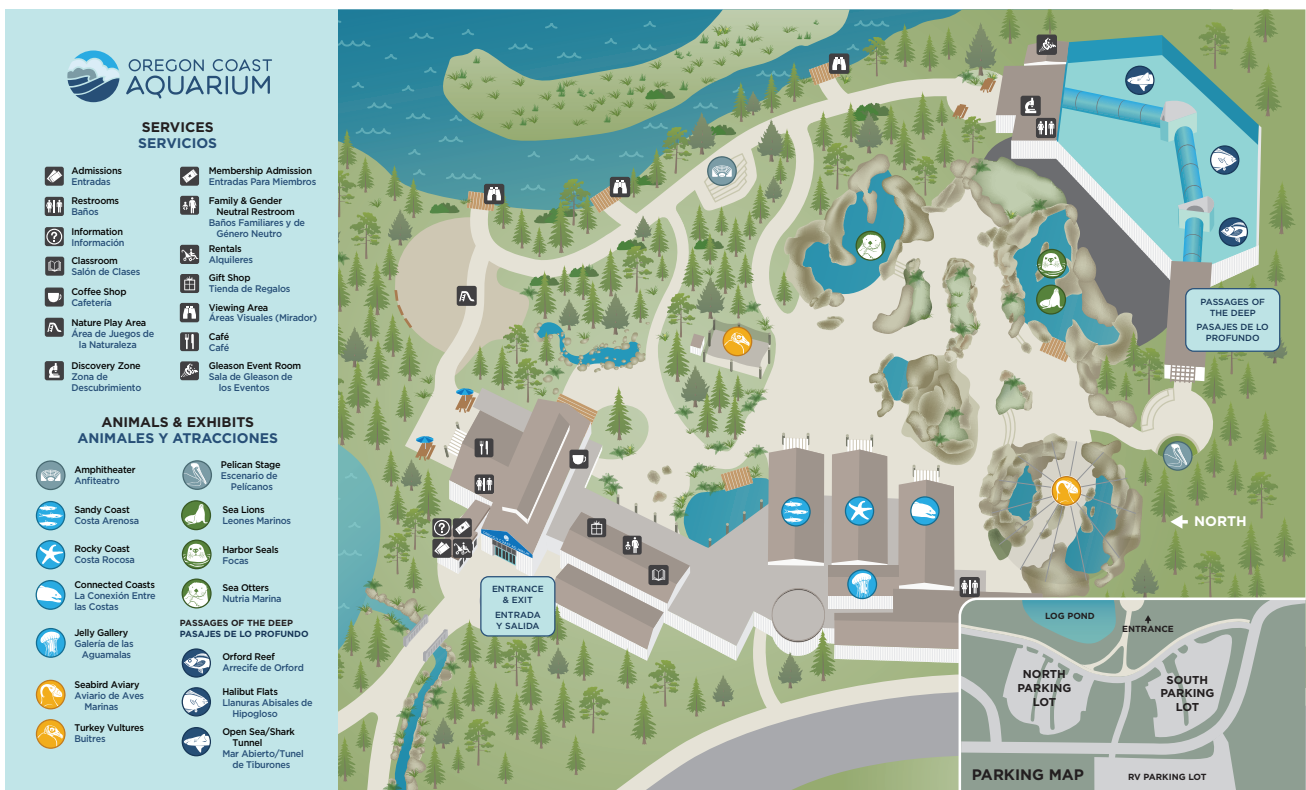 OREGON COAST
AQUARIUM
SERVICES
SERVICIOS
Admissions
Entradas
Restrooms
Baños
Information
Información
Classroom
Salón de Clases
Coffee Shop
Cafetería
Nature Play Area
Área de Juegos de
la Naturaleza
Discovery Zone
Zona de
Descubrimiento
Membership Admission
Entradas Para Miembros
Family & Gender
Neutral Restroom
Baños Familiares y de
Género Neutro
Rentals
Alquileres
Gift Shop
Tienda de Regalos
Viewing Area
Áreas Visuales (Mirador)
Café
Café
Gleason Event Room
Sala de Gleason de
los Eventos
ANIMALS & EXHIBITS
ANIMALES Y ATRACCIONES
Amphitheater
Anfiteatro
Sandy Coast
Costa Arenosa
Rocky Coast
Costa Rocosa
Connected Coasts
La Conexión Entre
las Costas
Jelly Gallery
Galería de las
Aguamalas
Seabird Aviary
Aviario de Aves
Marinas
Turkey Vultures
Buitres
Pelican Stage
Escenario de
Pelícanos
Sea Lions
Leones Marinos
Harbor Seals
Focas
Sea Otters
Nutria Marina
PASSAGES OF THE DEEP
PASAJES DE LO PROFUNDO
Orford Reef
Arrecife de Orford
Halibut Flats
Llanuras Abisales de
Hipogloso
Open Sea/Shark
Tunnel
Mar Abierto/Tunel
de Tiburones
PASSAGES OF
THE DEEP
PASAJES DE LO
PROFUNDO
NORTH
ENTRANCE
& EXIT
ENTRADA
Y SALIDA
LOG POND
ENTRANCE
NORTH
PARKING
LOT
SOUTH
PARKING
LOT
PARKING MAP
RV PARKING LOT